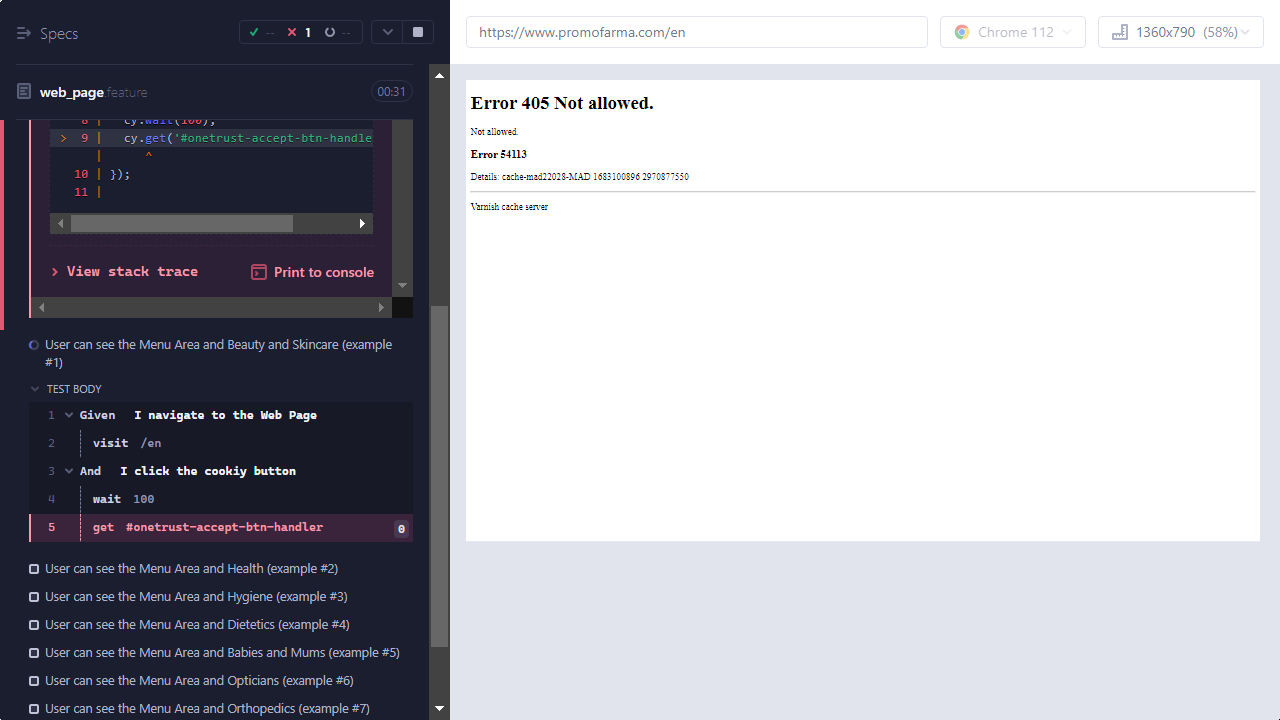 Specs
-- 1 --
web_page.feature
00:31
8 | cy.wait(100);
> 9 | cy.get('#onetrust-accept-btn-handle
| ^
10 | });
11 |
View stack trace
Print to console
User can see the Menu Area and Beauty and Skincare (example
#1)
TEST BODY
1 Given I navigate to the Web Page
2 visit /en
3 And I click the cookiy button
4 wait 100
5 get #onetrust-accept-btn-handler 0
User can see the Menu Area and Health (example #2)
User can see the Menu Area and Hygiene (example #3)
User can see the Menu Area and Dietetics (example #4)
User can see the Menu Area and Babies and Mums (example #5)
User can see the Menu Area and Opticians (example #6)
User can see the Menu Area and Orthopedics (example #7)
https://www.promofarma.com/en
Chrome 112
1360x790 (58%)
Error 405 Not allowed.
Not allowed.
Error 54113
Details: cache-mad22028-MAD 1683100896 2970877550
Varnish cache server